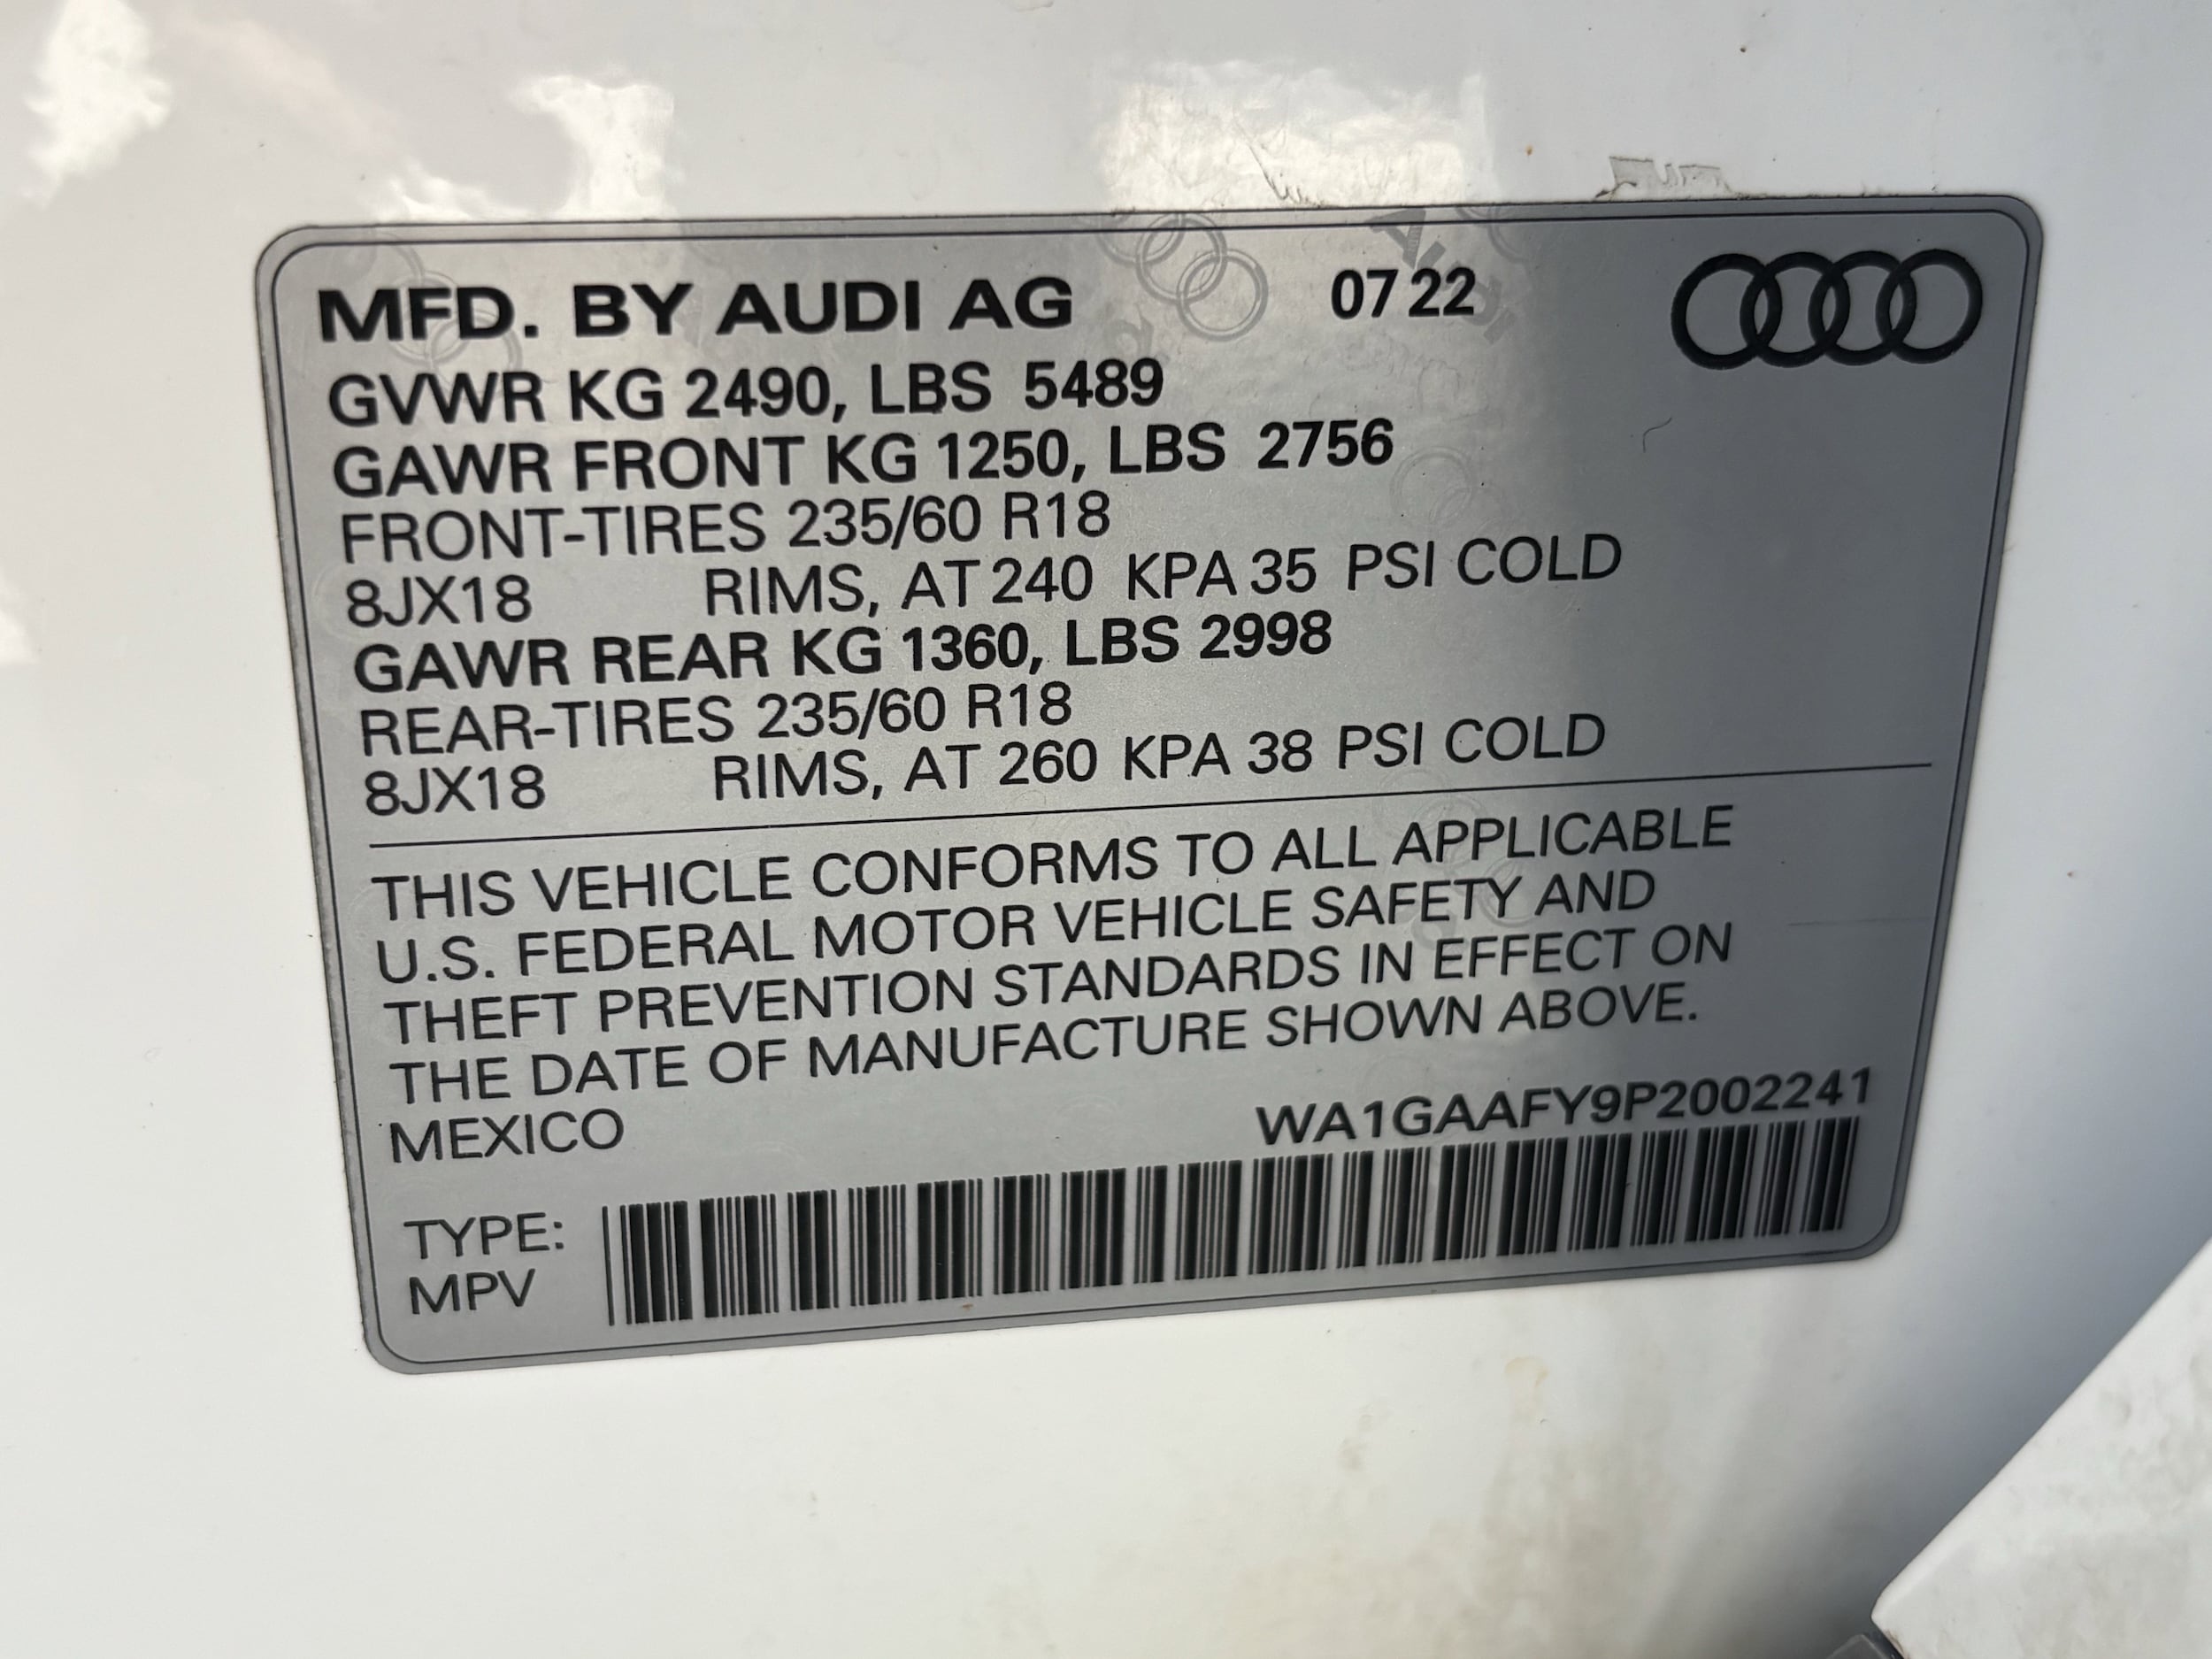 MFD. BY AUDI AG 07 22
GVWR KG 2490, LBS 5489
GAWR FRONT KG 1250, LBS 2756
FRONT-TIRES 235/60 R18
8JX18 RIMS, AT 240 KPA 35 PSI COLD
GAWR REAR KG 1360, LBS 2998
REAR-TIRES 235/60 R18
8JX18 RIMS, AT 260 KPA 38 PSI COLD
THIS VEHICLE CONFORMS TO ALL APPLICABLE
U.S. FEDERAL MOTOR VEHICLE SAFETY AND
THEFT PREVENTION STANDARDS IN EFFECT ON
THE DATE OF MANUFACTURE SHOWN ABOVE.
MEXICO WA1GAAFY9P2002241
TYPE:
MPV